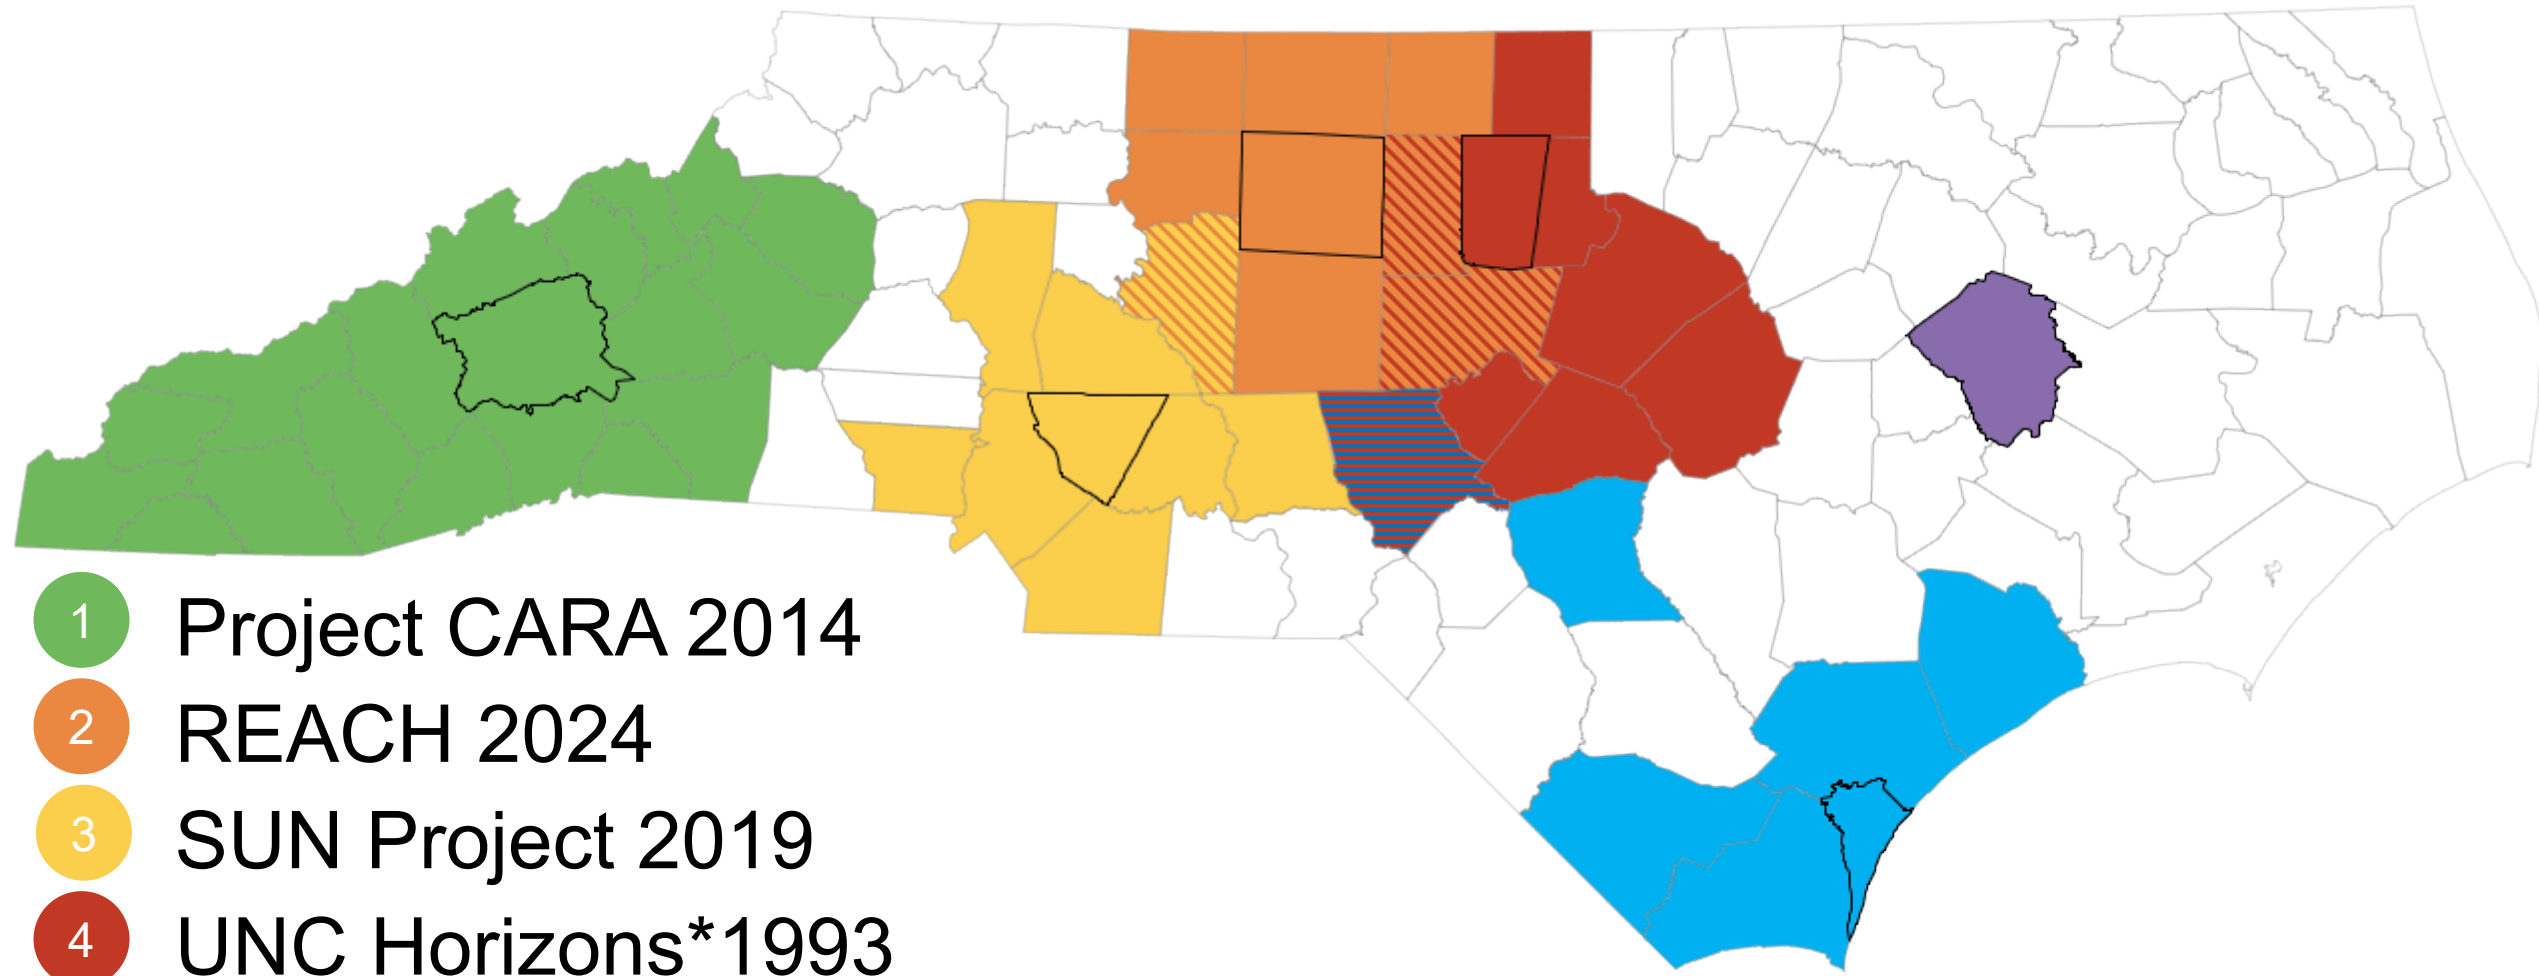 1 Project CARA 2014
2 REACH 2024
3 SUN Project 2019
4 UNC Horizons*1993